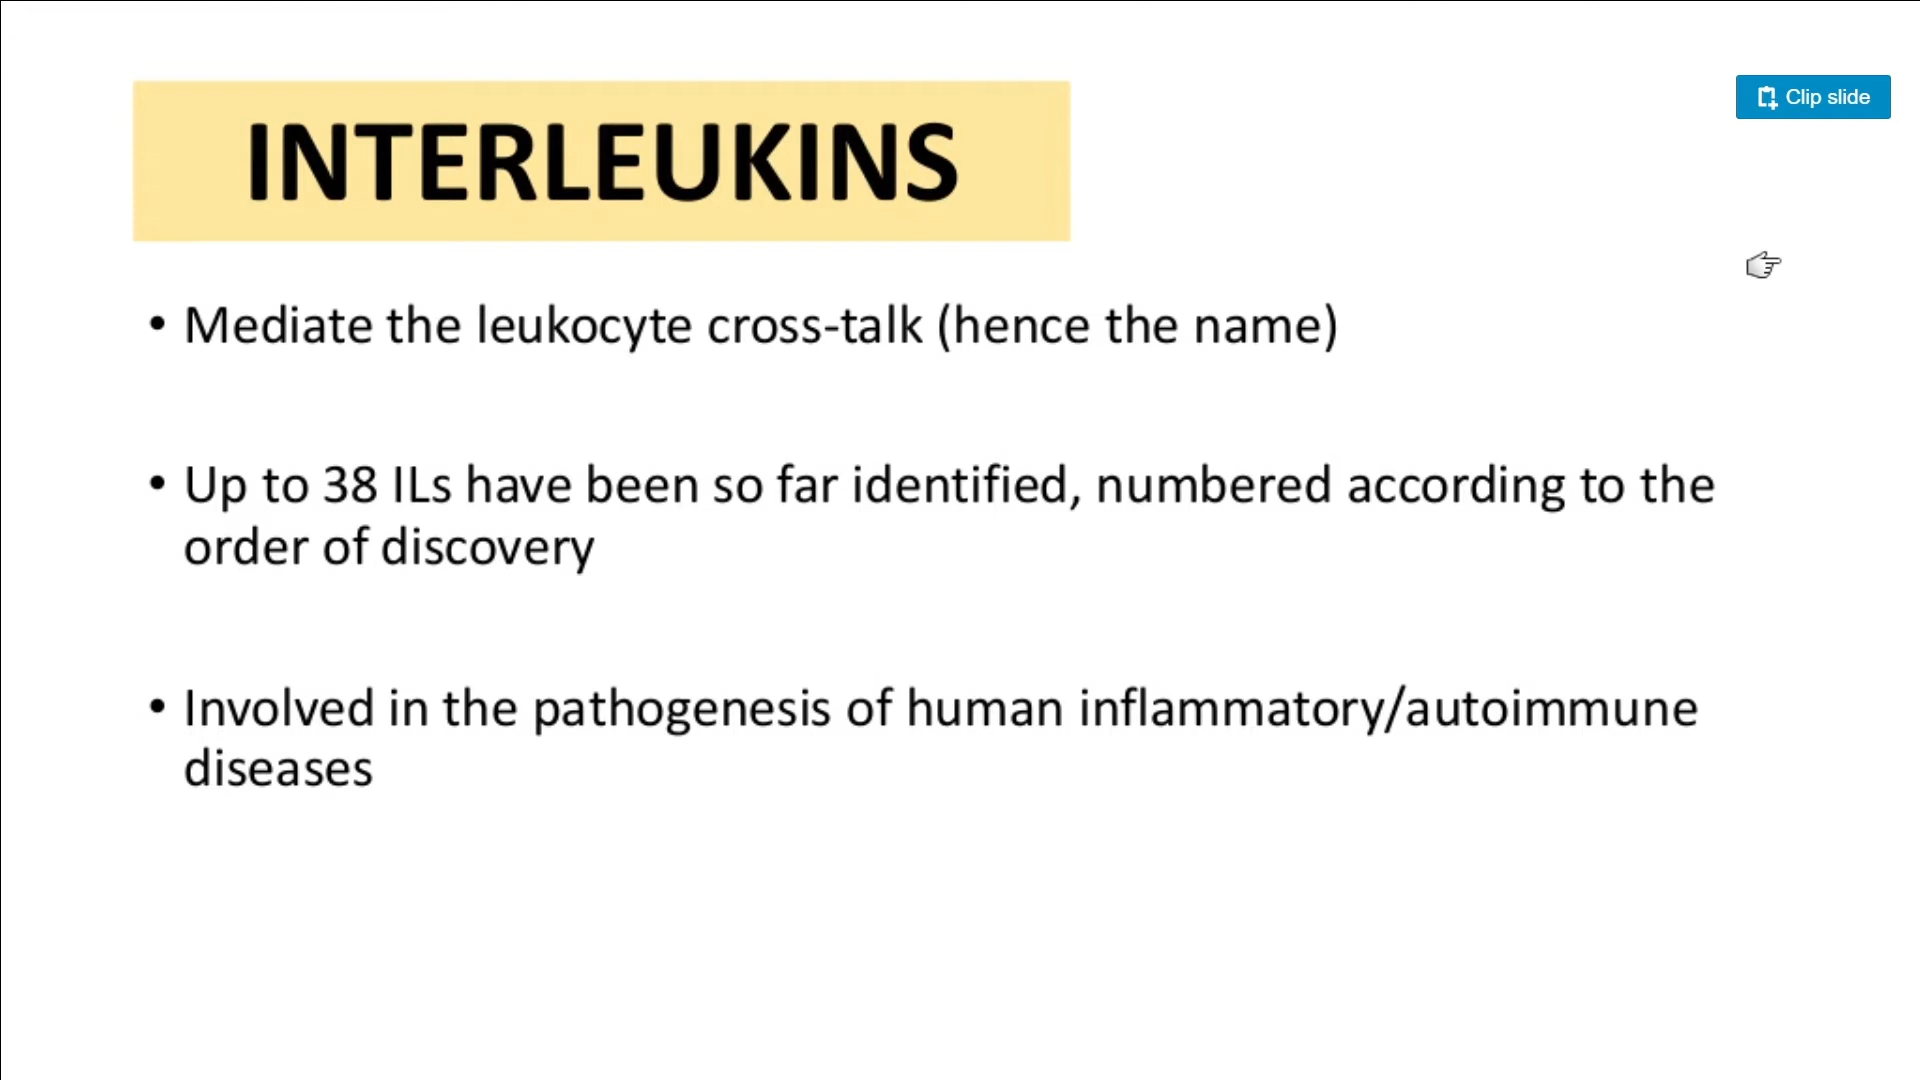 INTERLEUKINS
Clip slide
• Mediate the leukocyte cross-talk (hence the name)
• Up to 38 ILs have been so far identified, numbered according to the
order of discovery
• Involved in the pathogenesis of human inflammatory/autoimmune
diseases